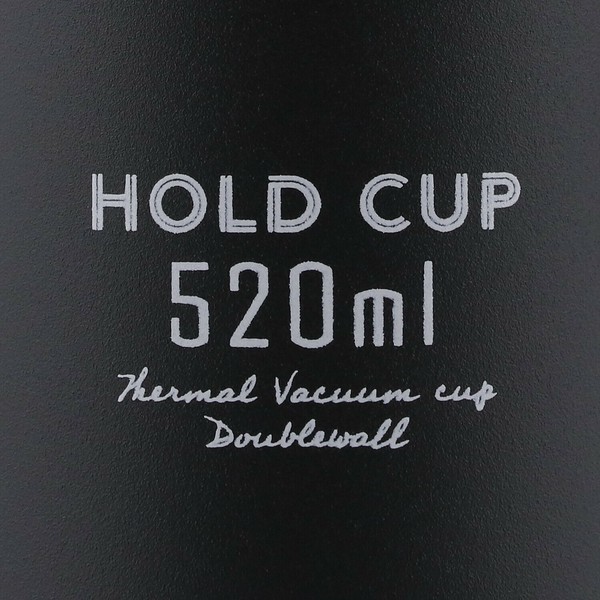 HOLD CUP
520ml
Thermal Vacuum cup
Doublewall